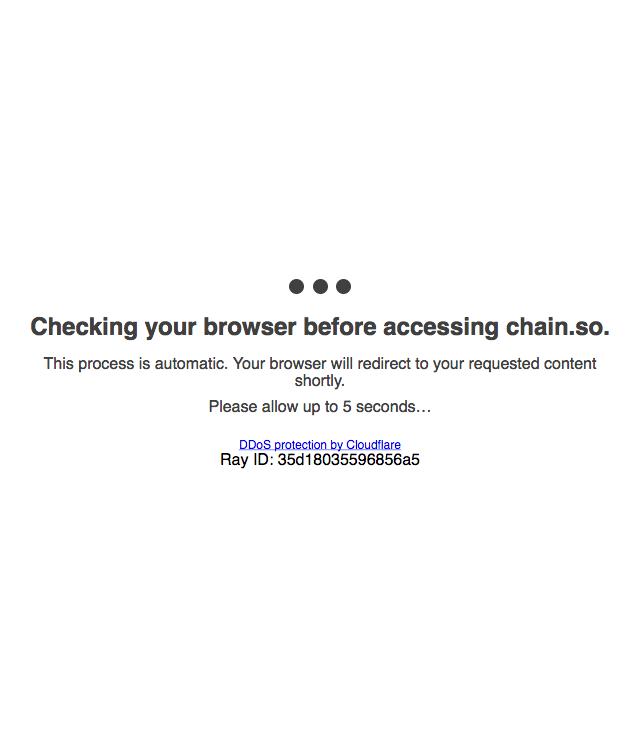 Checking your browser before accessing chain.so.
This process is automatic. Your browser will redirect to your requested content
shortly.
Please allow up to 5 seconds…
DDoS protection by Cloudflare
Ray ID: 35d18035596856a5